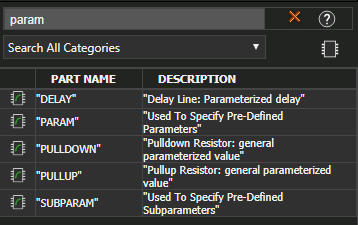 param
Search All Categories
PART NAME DESCRIPTION
"DELAY" "Delay Line: Parameterized delay"
"PARAM" "Used To Specify Pre-Defined
Parameters"
"PULLDOWN" "Pulldown Resistor: general
parameterized value"
"PULLUP" "Pullup Resistor: general parameterized
value"
"SUBPARAM" "Used To Specify Pre-Defined
Subparameters"